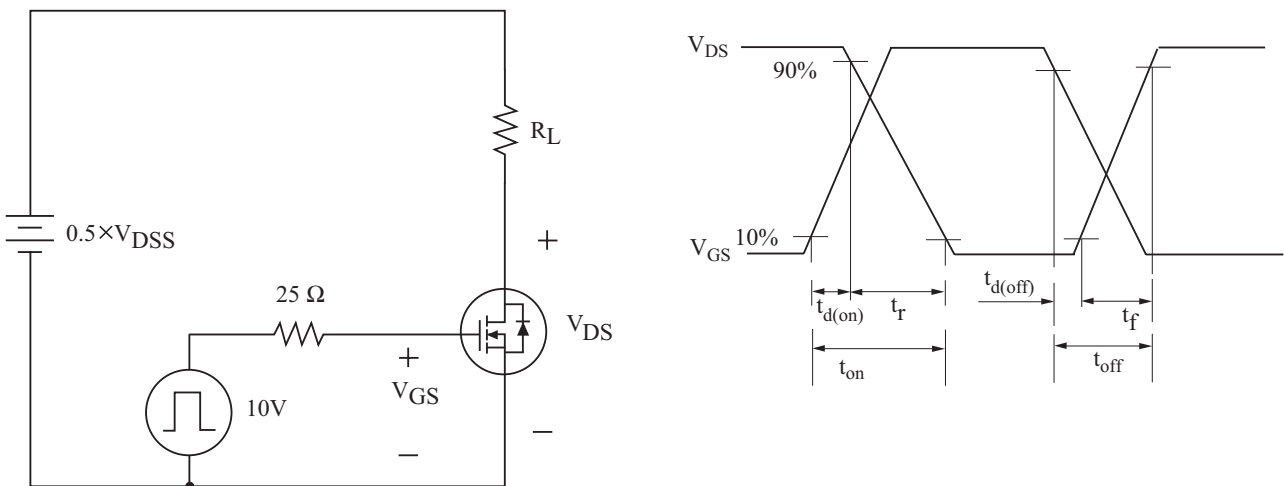 R_L
0.5×V_DSS
+
25 Ω
V_DS
+
V_GS
10V
−
−
V_DS
90%
10%
V_GS
t_d(on)
t_r
t_d(off)
t_f
t_on
t_off